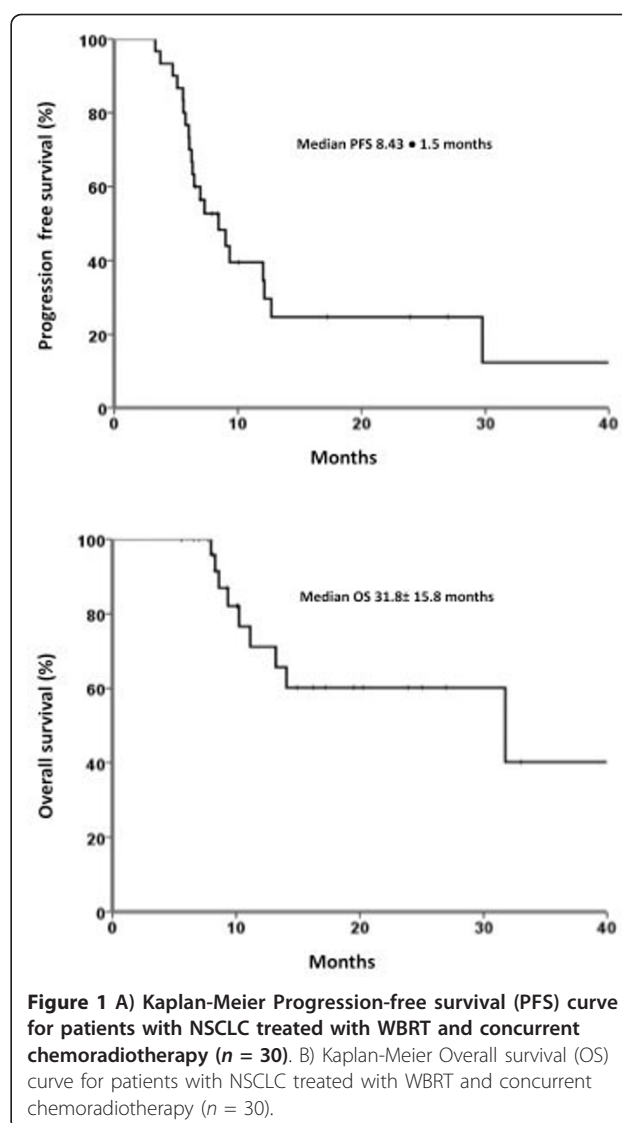 100
80
60
40
20
0
Progression free survival (%)
Median PFS 8.43 • 1.5 months
0 10 20 30 40
Months
100
80
60
40
20
0
Overall survival (%)
Median OS 31.8± 15.8 months
0 10 20 30 40
Months
Figure 1 A) Kaplan-Meier Progression-free survival (PFS) curve
for patients with NSCLC treated with WBRT and concurrent
chemoradiotherapy (n = 30). B) Kaplan-Meier Overall survival (OS)
curve for patients with NSCLC treated with WBRT and concurrent
chemoradiotherapy (n = 30).